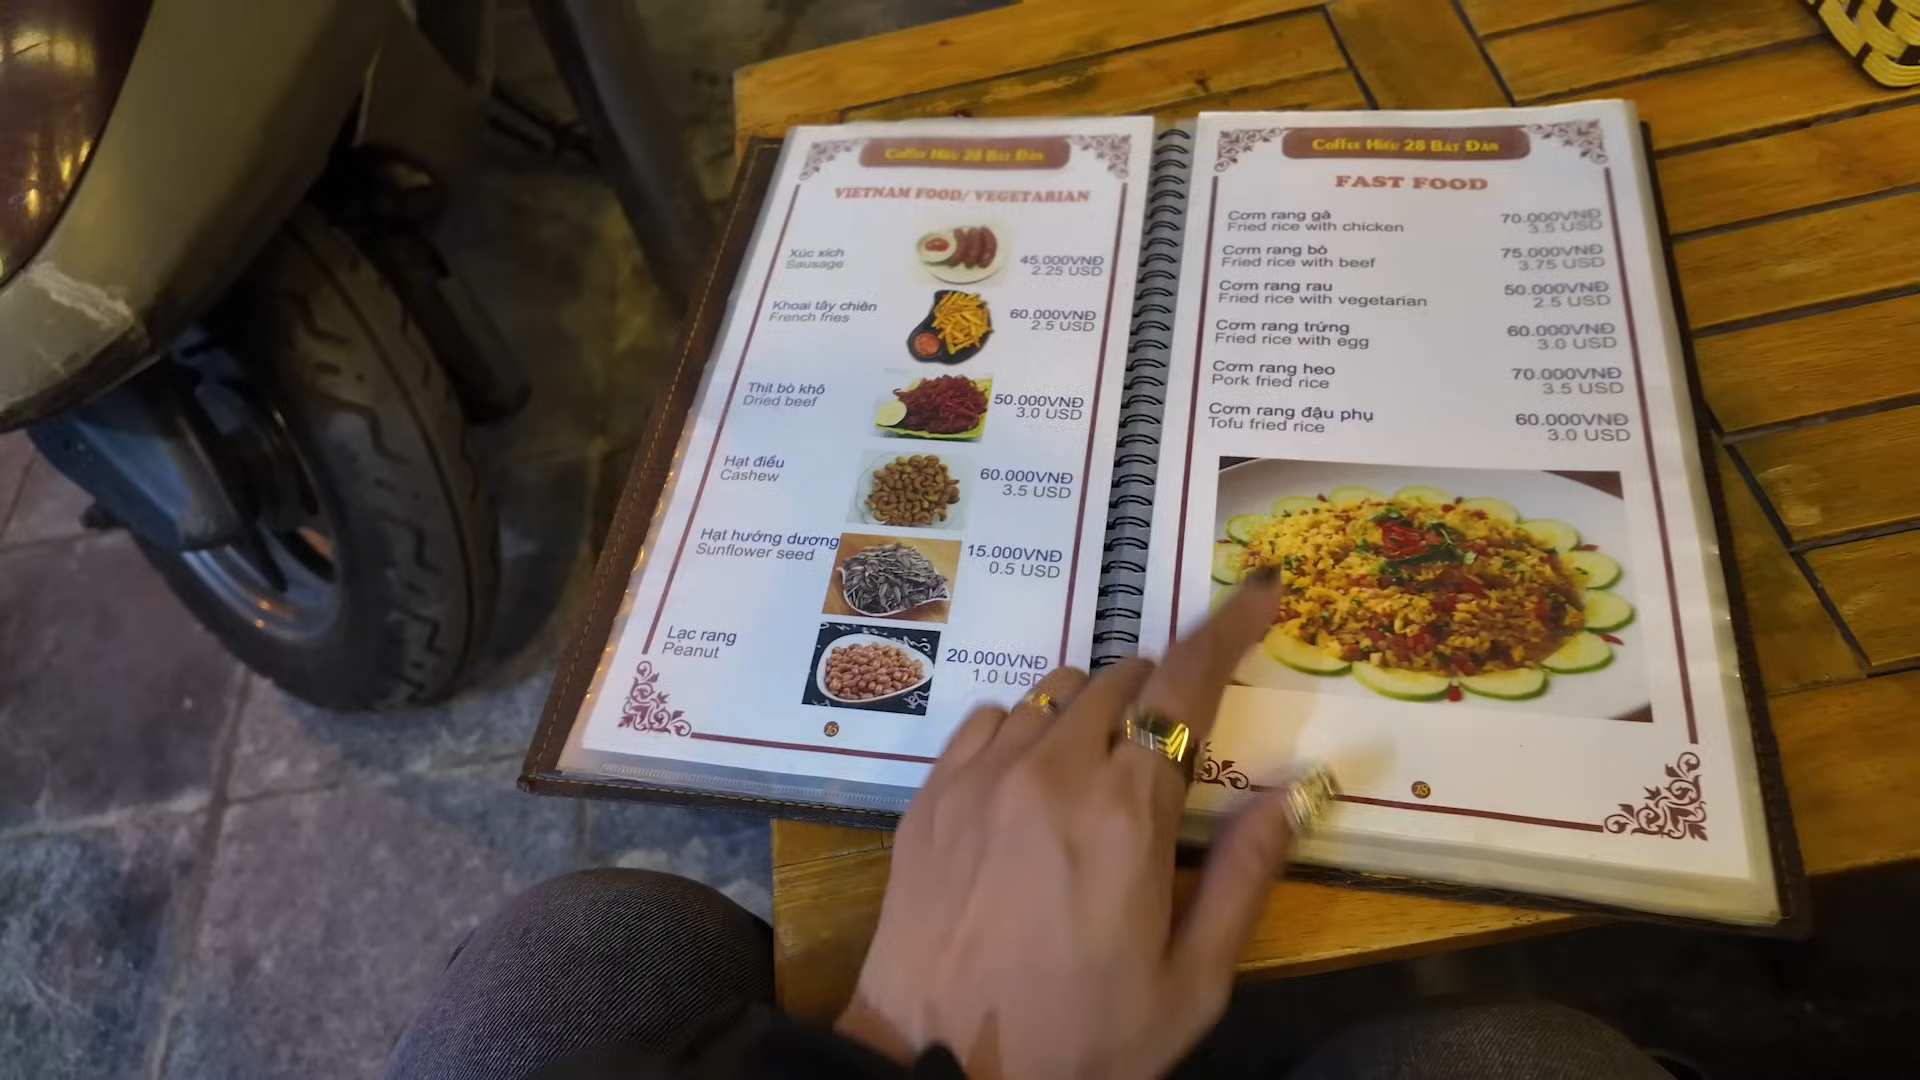 Coffee Hiếu 28 Bát Đàn
VIETNAM FOOD/ VEGETARIAN
Xúc xích
Sausage
45.000VNĐ
2.25 USD
Khoai tây chiên
French fries
60.000VNĐ
2.5 USD
Thịt bò khô
Dried beef
50.000VNĐ
3.0 USD
Hạt điều
Cashew
60.000VNĐ
3.5 USD
Hạt hướng dương
Sunflower seed
15.000VNĐ
0.5 USD
Lạc rang
Peanut
20.000VNĐ
1.0 USD
Coffee Hiếu 28 Bát Đàn
FAST FOOD
Cơm rang gà
Fried rice with chicken
70.000VNĐ
3.5 USD
Cơm rang bò
Fried rice with beef
75.000VNĐ
3.75 USD
Cơm rang rau
Fried rice with vegetarian
50.000VNĐ
2.5 USD
Cơm rang trứng
Fried rice with egg
60.000VNĐ
3.0 USD
Cơm rang heo
Pork fried rice
70.000VNĐ
3.5 USD
Cơm rang đậu phụ
Tofu fried rice
60.000VNĐ
3.0 USD
18